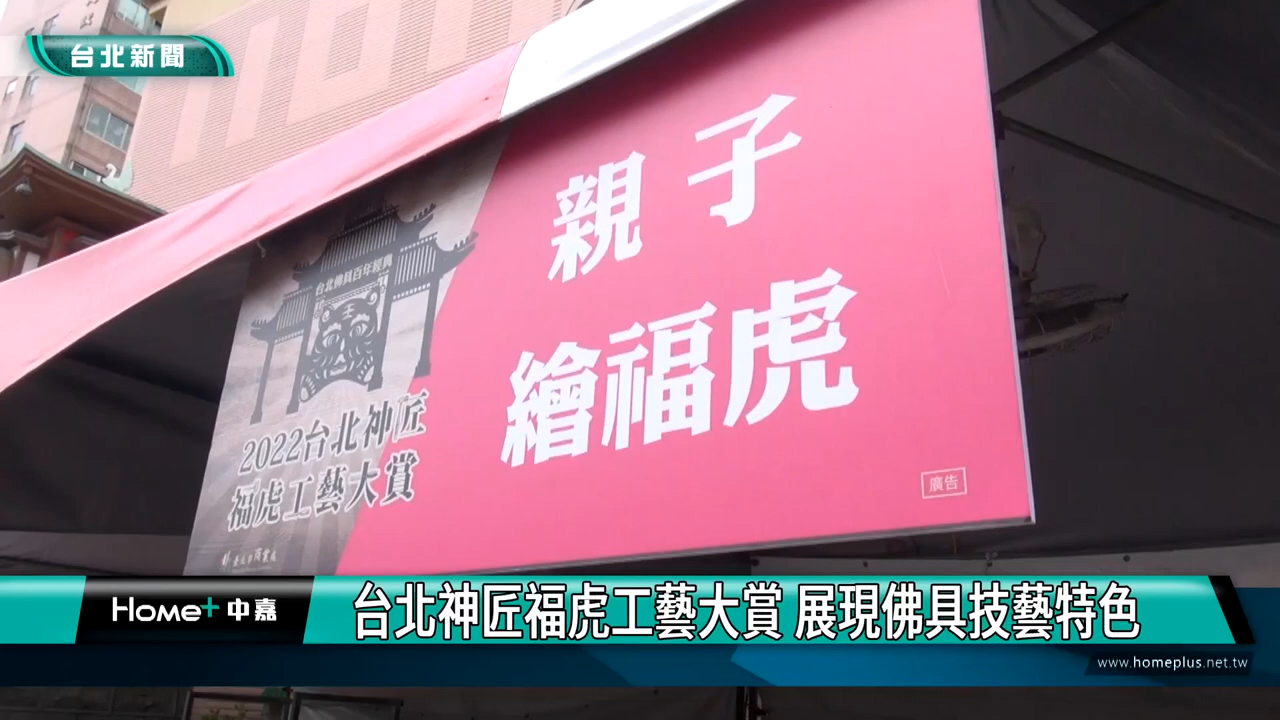 台北新聞
親子
繪福虎
台北佛具百年經典
2022台北神匠
福虎工藝大賞
廣告
Home+中嘉
台北神匠福虎工藝大賞 展現佛具技藝特色
www.homeplus.net.tw